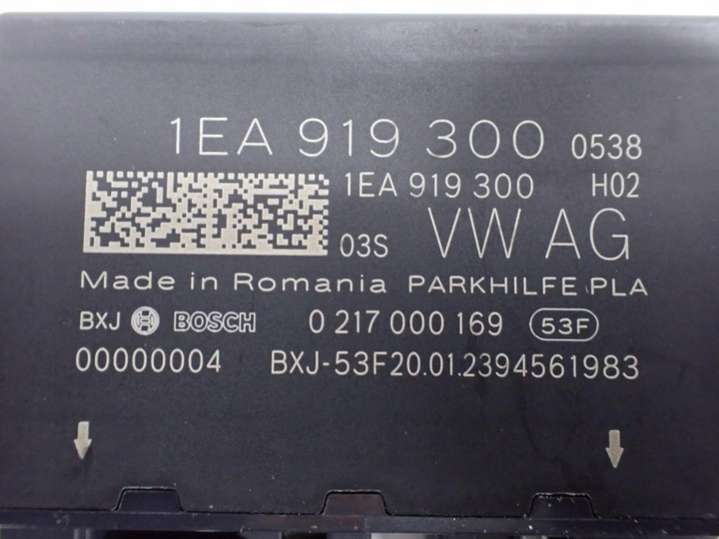 1EA 919 300 0538
1EA 919 300 H02
03S VW AG
Made in Romania PARKHILFE PLA
BXJ BOSCH 0 217 000 169 53F
00000004 BXJ-53F20.01.2394561983